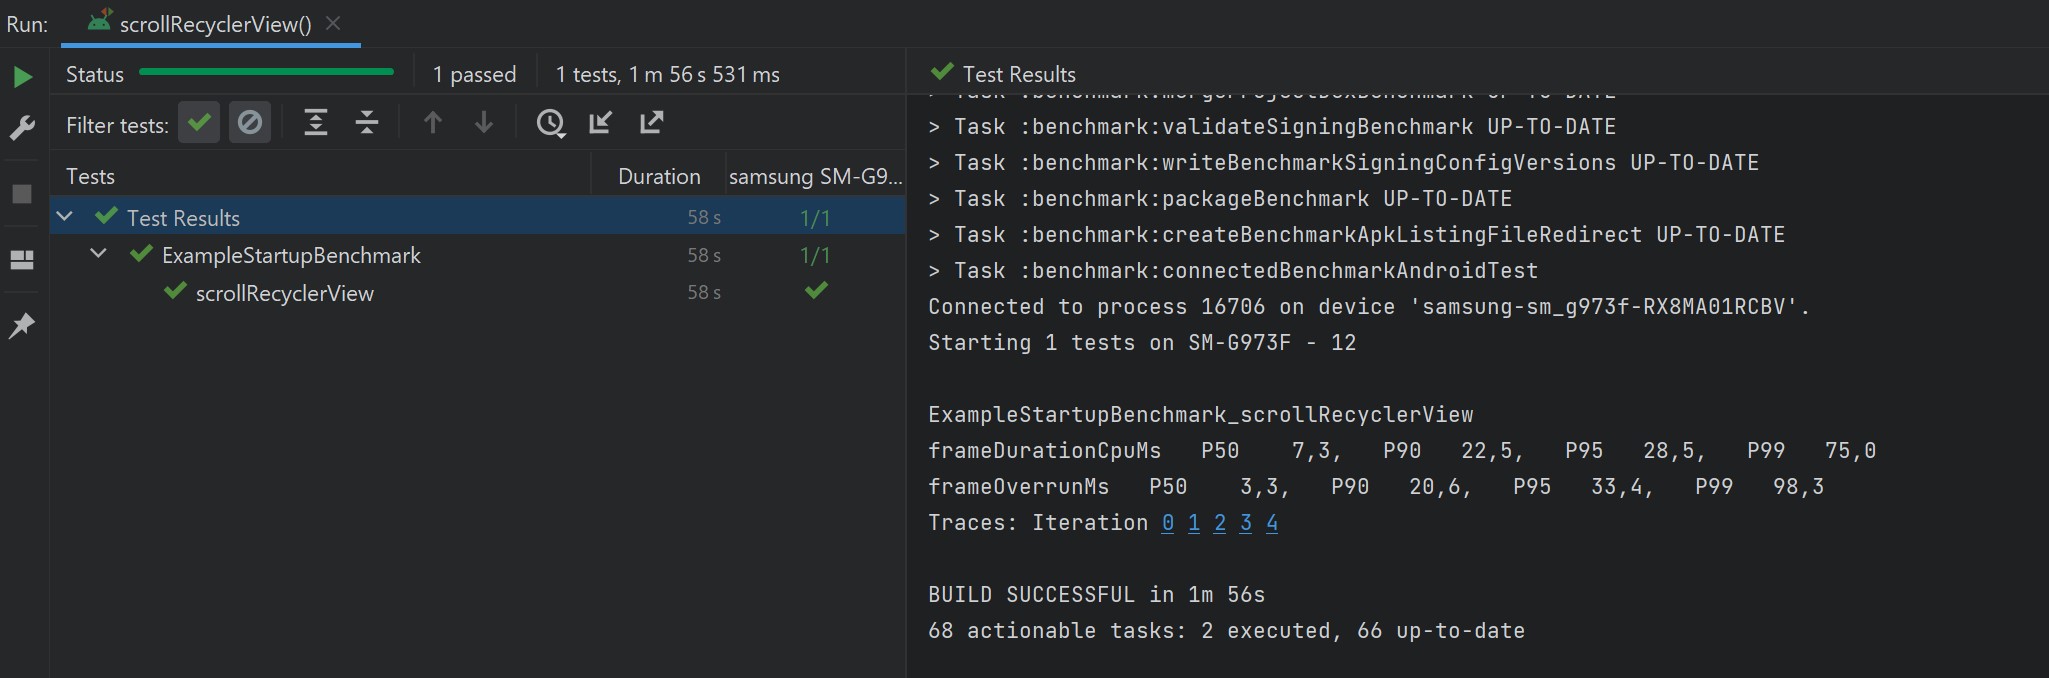 Run: scrollRecyclerView()
Status 1 passed 1 tests, 1 m 56 s 531 ms
Filter tests:
Tests Duration samsung SM-G9...
Test Results 58 s 1/1
ExampleStartupBenchmark 58 s 1/1
scrollRecyclerView 58 s
Test Results
> Task :benchmark:mergeProjectDexBenchmark UP-TO-DATE
> Task :benchmark:validateSigningBenchmark UP-TO-DATE
> Task :benchmark:writeBenchmarkSigningConfigVersions UP-TO-DATE
> Task :benchmark:packageBenchmark UP-TO-DATE
> Task :benchmark:createBenchmarkApkListingFileRedirect UP-TO-DATE
> Task :benchmark:connectedBenchmarkAndroidTest
Connected to process 16706 on device 'samsung-sm_g973f-RX8MA01RCBV'.
Starting 1 tests on SM-G973F - 12
ExampleStartupBenchmark_scrollRecyclerView
frameDurationCpuMs P50 7,3, P90 22,5, P95 28,5, P99 75,0
frameOverrunMs P50 3,3, P90 20,6, P95 33,4, P99 98,3
Traces: Iteration 0 1 2 3 4
BUILD SUCCESSFUL in 1m 56s
68 actionable tasks: 2 executed, 66 up-to-date